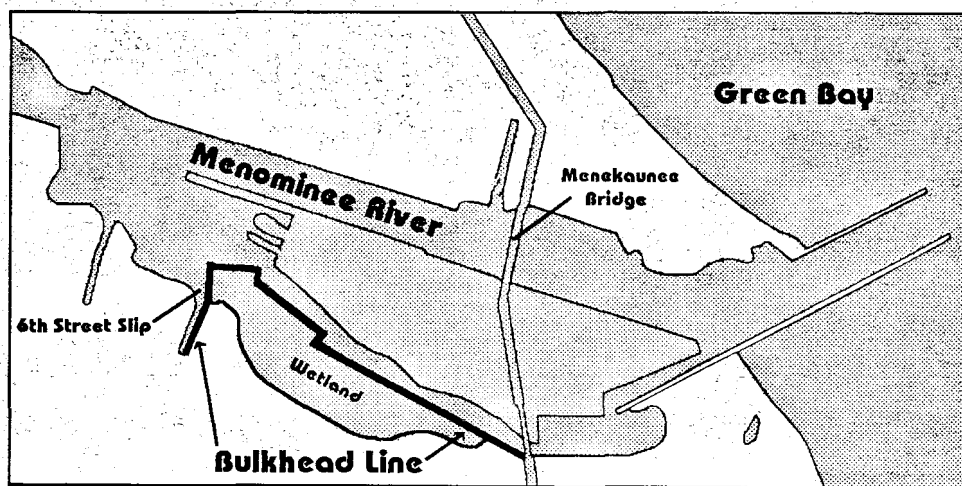 Green Bay
Menominee River
Menekaunee
Bridge
6th Street Slip
Wetland
Bulkhead Line